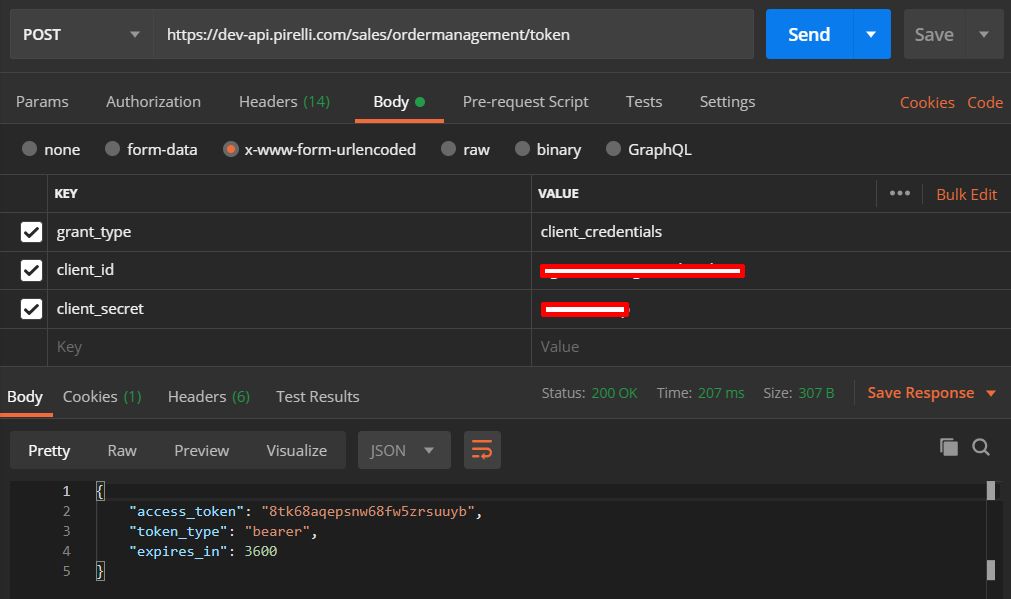 POST https://dev-api.pirelli.com/sales/ordermanagement/token Send Save
Params Authorization Headers (14) Body Pre-request Script Tests Settings Cookies Code
none form-data x-www-form-urlencoded raw binary GraphQL
KEY VALUE ••• Bulk Edit
grant_type client_credentials
client_id
client_secret
Key Value
Body Cookies (1) Headers (6) Test Results Status: 200 OK Time: 207 ms Size: 307 B Save Response
Pretty Raw Preview Visualize JSON
1 {
2 "access_token": "8tk68aqepsnw68fw5zrsuuyb",
3 "token_type": "bearer",
4 "expires_in": 3600
5 }